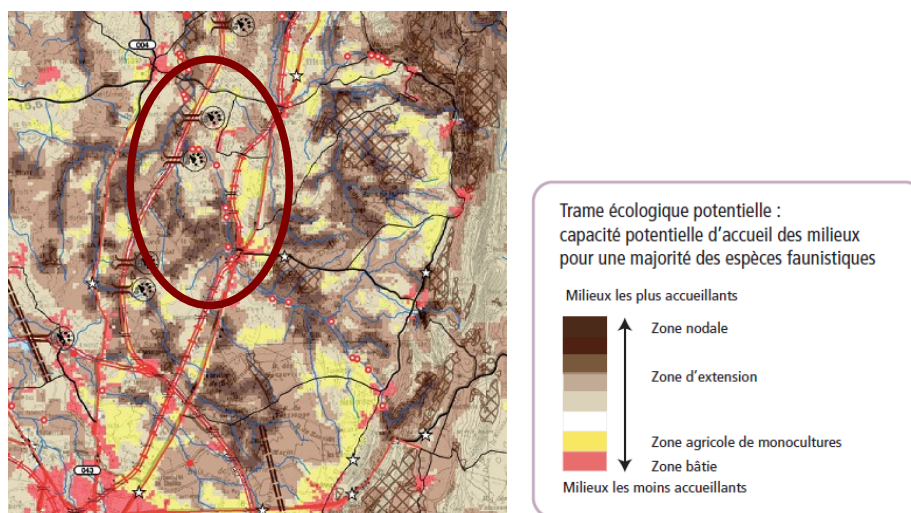 004
043
Trame écologique potentielle :
capacité potentielle d'accueil des milieux
pour une majorité des espèces faunistiques
Milieux les plus accueillants
Zone nodale
Zone d'extension
Zone agricole de monocultures
Zone bâtie
Milieux les moins accueillants